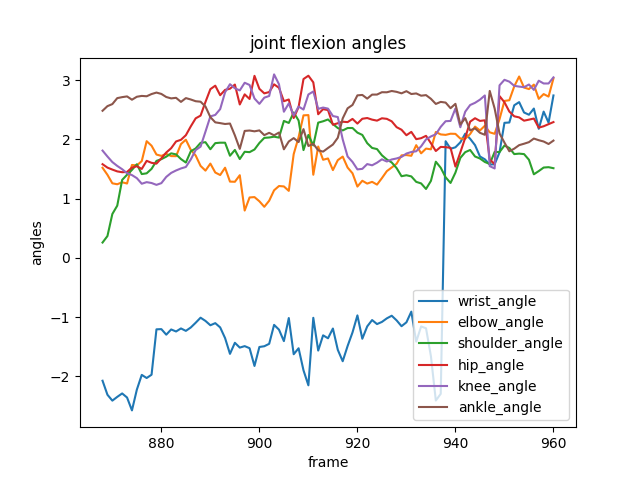 joint flexion angles
angles
3
2
1
0
−1
−2
880
900
920
940
960
frame
wrist_angle
elbow_angle
shoulder_angle
hip_angle
knee_angle
ankle_angle